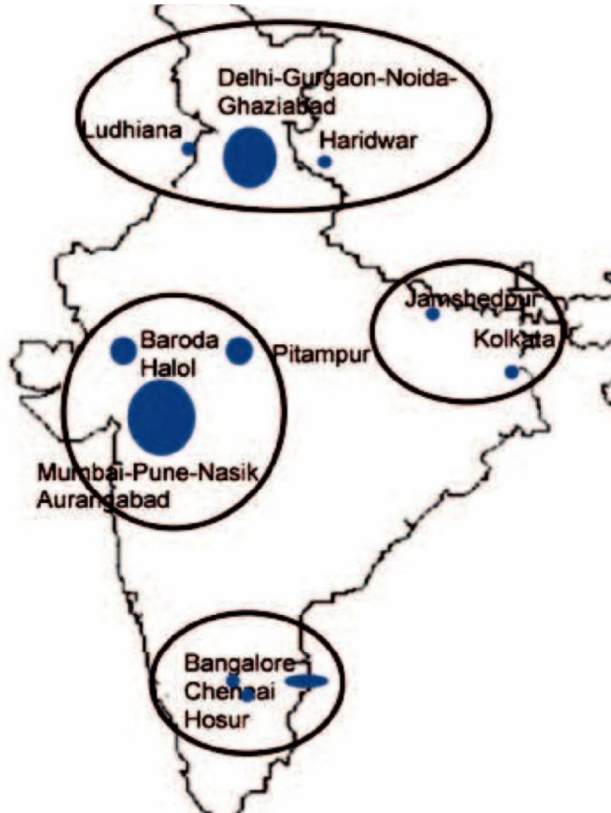 Delhi-Gurgaon-Noida-
Ghaziabad
Ludhiana
Haridwar
Jamshedpur
Kolkata
Baroda
Halol
Pitampur
Mumbai-Pune-Nasik
Aurangabad
Bangalore
Chennai
Hosur